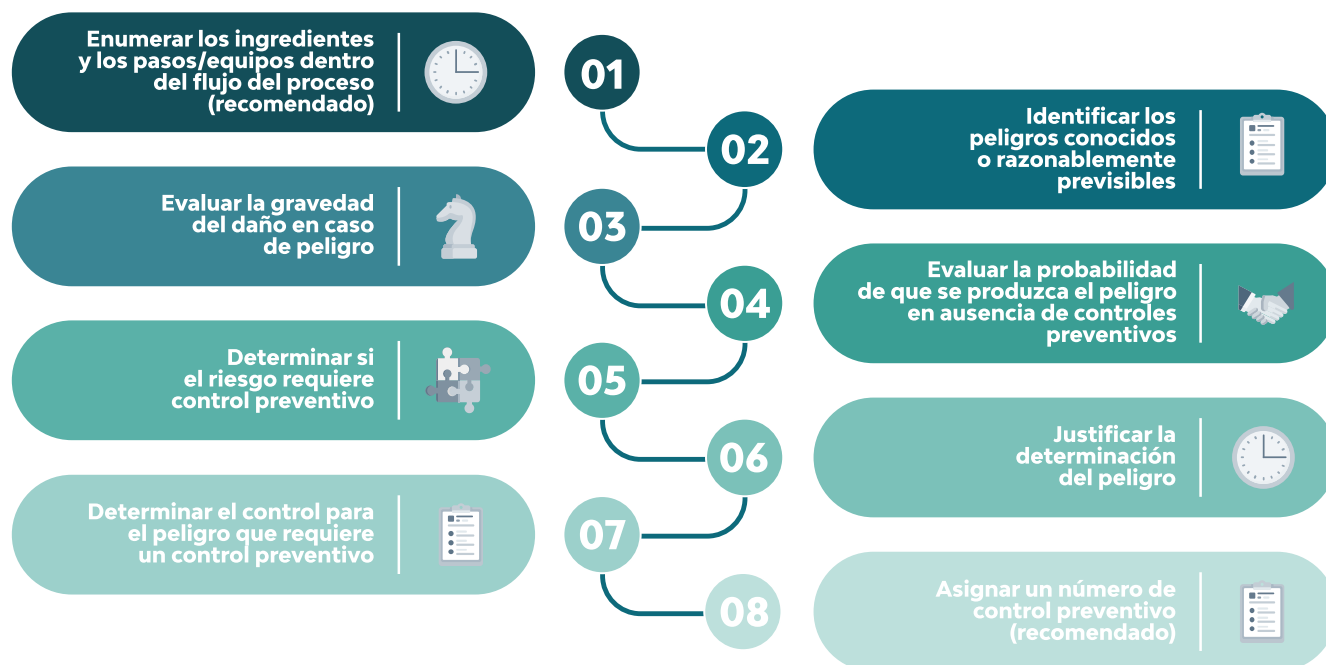 Enumerar los ingredientes
y los pasos/equipos dentro
del flujo del proceso
(recomendado)
01
02
Identificar los
peligros conocidos
o razonablemente
previsibles
Evaluar la gravedad
del daño en caso
de peligro
03
04
Evaluar la probabilidad
de que se produzca el peligro
en ausencia de controles
preventivos
Determinar si
el riesgo requiere
control preventivo
05
06
Justificar la
determinación
del peligro
Determinar el control para
el peligro que requiere
un control preventivo
07
08
Asignar un número de
control preventivo
(recomendado)